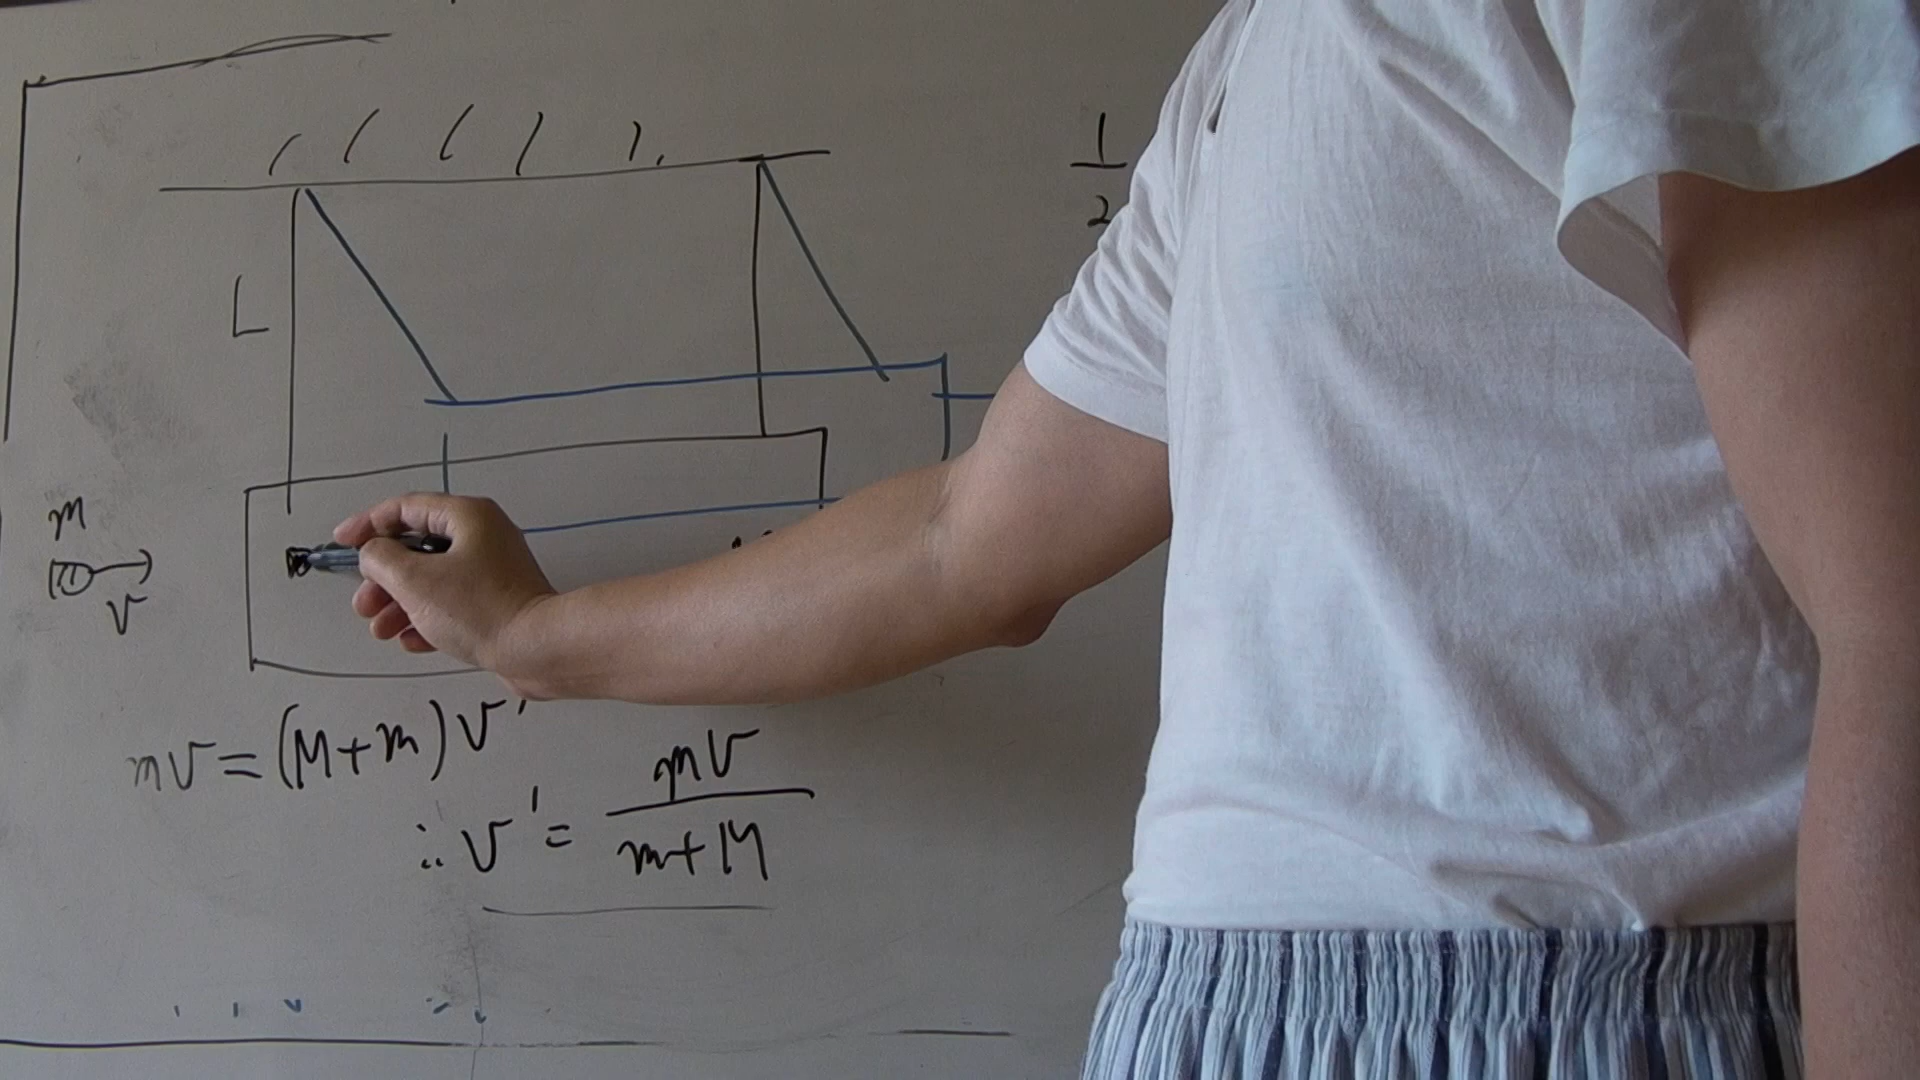 1
2
L
m
v
mv = (M+m)v'
∴ v' = mv
m+M